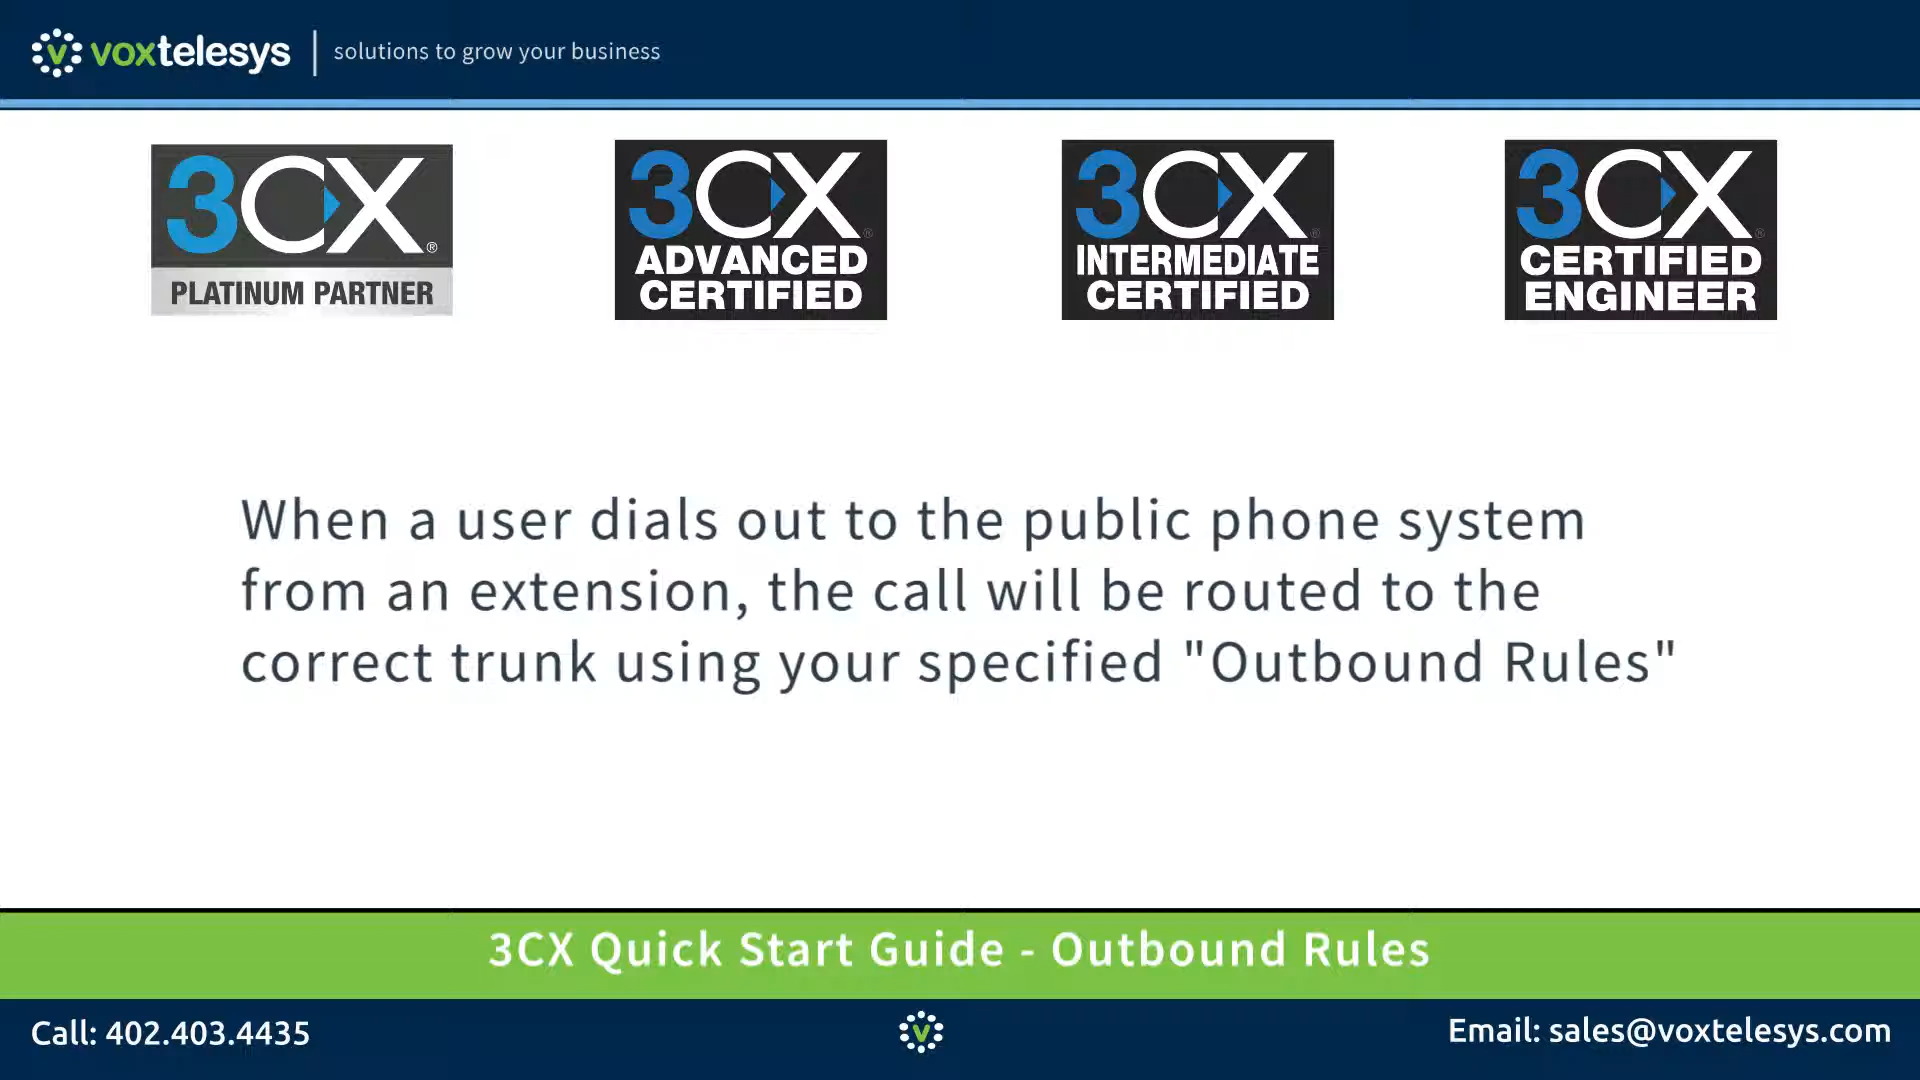 voxtelesys | solutions to grow your business
3CX®
PLATINUM PARTNER
3CX®
ADVANCED
CERTIFIED
3CX®
INTERMEDIATE
CERTIFIED
3CX®
CERTIFIED
ENGINEER
When a user dials out to the public phone system
from an extension, the call will be routed to the
correct trunk using your specified "Outbound Rules"
3CX Quick Start Guide - Outbound Rules
Call: 402.403.4435
v
Email: sales@voxtelesys.com